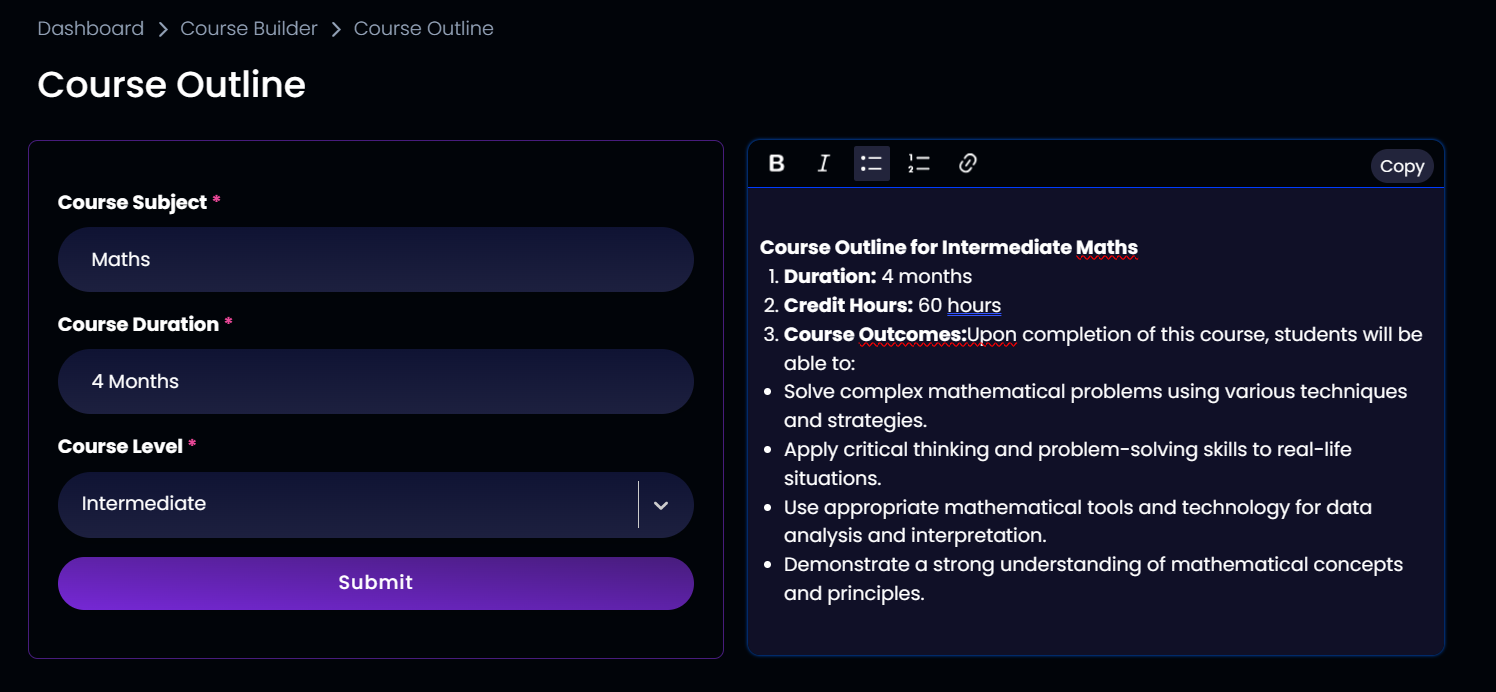 Dashboard > Course Builder > Course Outline
Course Outline
Course Subject *
Maths
Course Duration *
4 Months
Course Level *
Intermediate
Submit
B I Copy
Course Outline for Intermediate Maths
1. Duration: 4 months
2. Credit Hours: 60 hours
3. Course Outcomes:Upon completion of this course, students will be
able to:
• Solve complex mathematical problems using various techniques
and strategies.
• Apply critical thinking and problem-solving skills to real-life
situations.
• Use appropriate mathematical tools and technology for data
analysis and interpretation.
• Demonstrate a strong understanding of mathematical concepts
and principles.